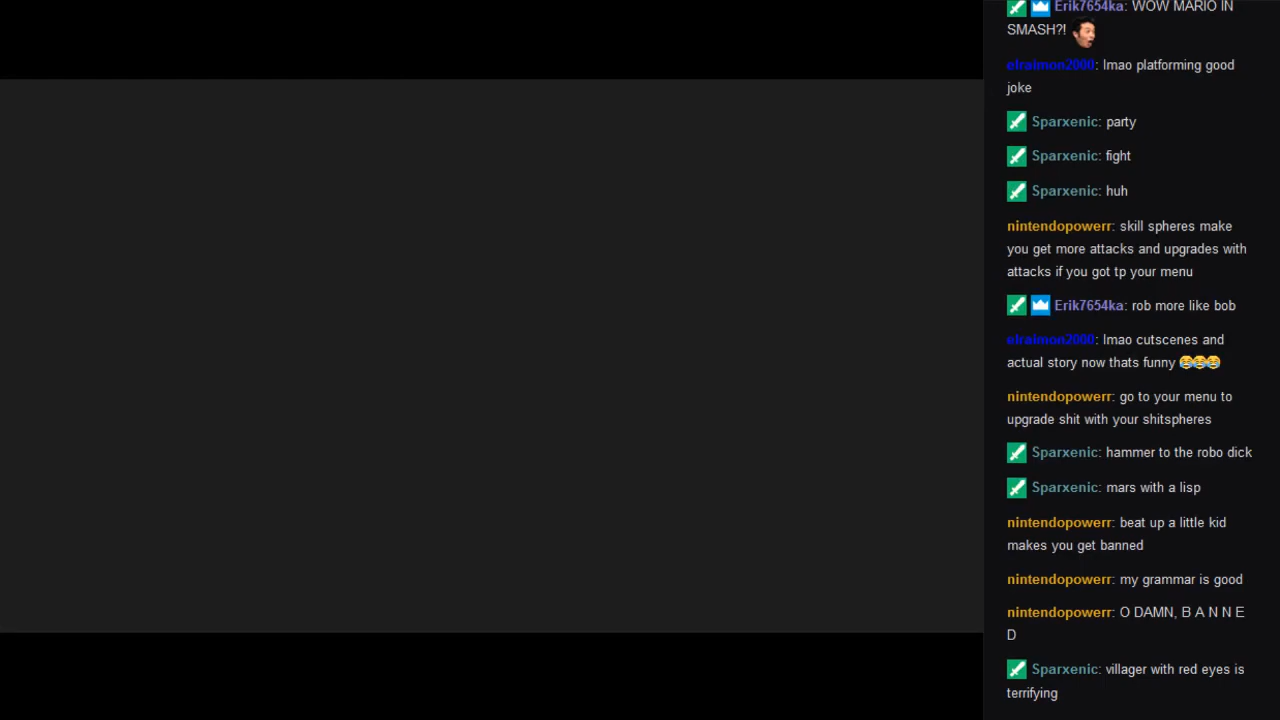 Erik7654ka: WOW MARIO IN
SMASH?!
elraimon2000: lmao platforming good
joke
Sparxenic: party
Sparxenic: fight
Sparxenic: huh
nintendopowerr: skill spheres make
you get more attacks and upgrades with
attacks if you got tp your menu
Erik7654ka: rob more like bob
elraimon2000: lmao cutscenes and
actual story now thats funny 😂😂😂
nintendopowerr: go to your menu to
upgrade shit with your shitspheres
Sparxenic: hammer to the robo dick
Sparxenic: mars with a lisp
nintendopowerr: beat up a little kid
makes you get banned
nintendopowerr: my grammar is good
nintendopowerr: O DAMN, B A N N E
D
Sparxenic: villager with red eyes is
terrifying